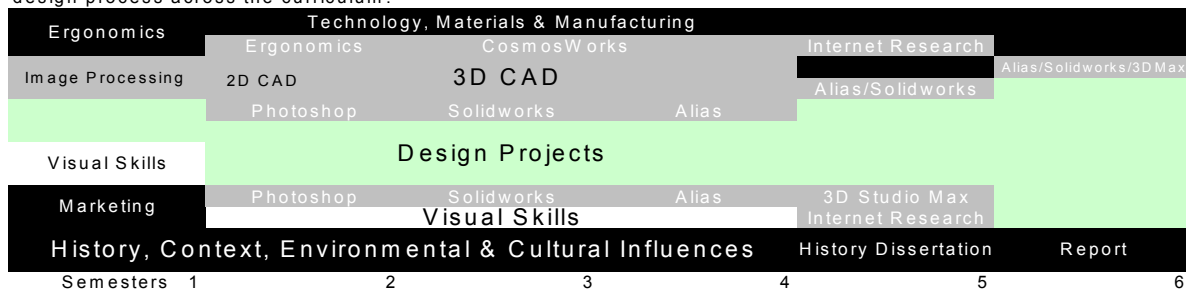 design process across the curriculum?
Ergonomics Technology, Materials & Manufacturing
Ergonomics CosmosWorks Internet Research
Image Processing 2D CAD 3D CAD Alias/Solidworks/3DMax
Alias/Solidworks
Photoshop Solidworks Alias
Visual Skills Design Projects
Marketing Photoshop Solidworks Alias 3D Studio Max
Visual Skills Internet Research
History, Context, Environmental & Cultural Influences History Dissertation Report
Semesters 1 2 3 4 5 6